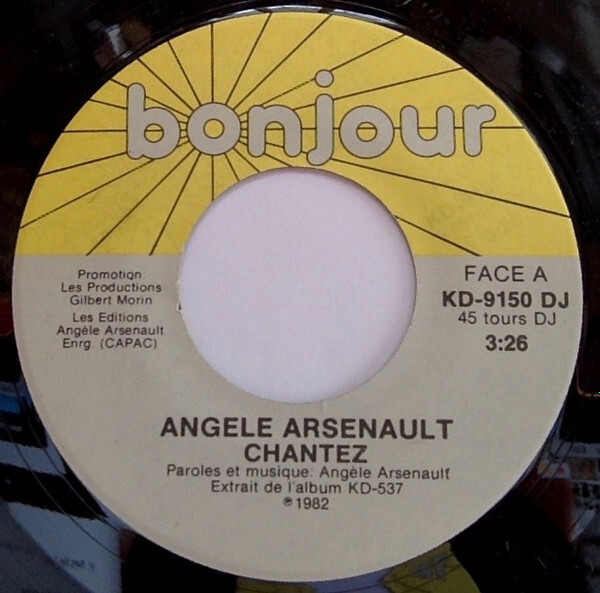 bonjour
Promotion:
Les Productions
Gilbert Morin
Les Editions
Angèle Arsenault
Enrg. (CAPAC)
FACE A
KD-9150 DJ
45 tours DJ
3:26
ANGELE ARSENAULT
CHANTEZ
Paroles et musique: Angèle Arsenault
Extrait de l'album KD-537
℗1982